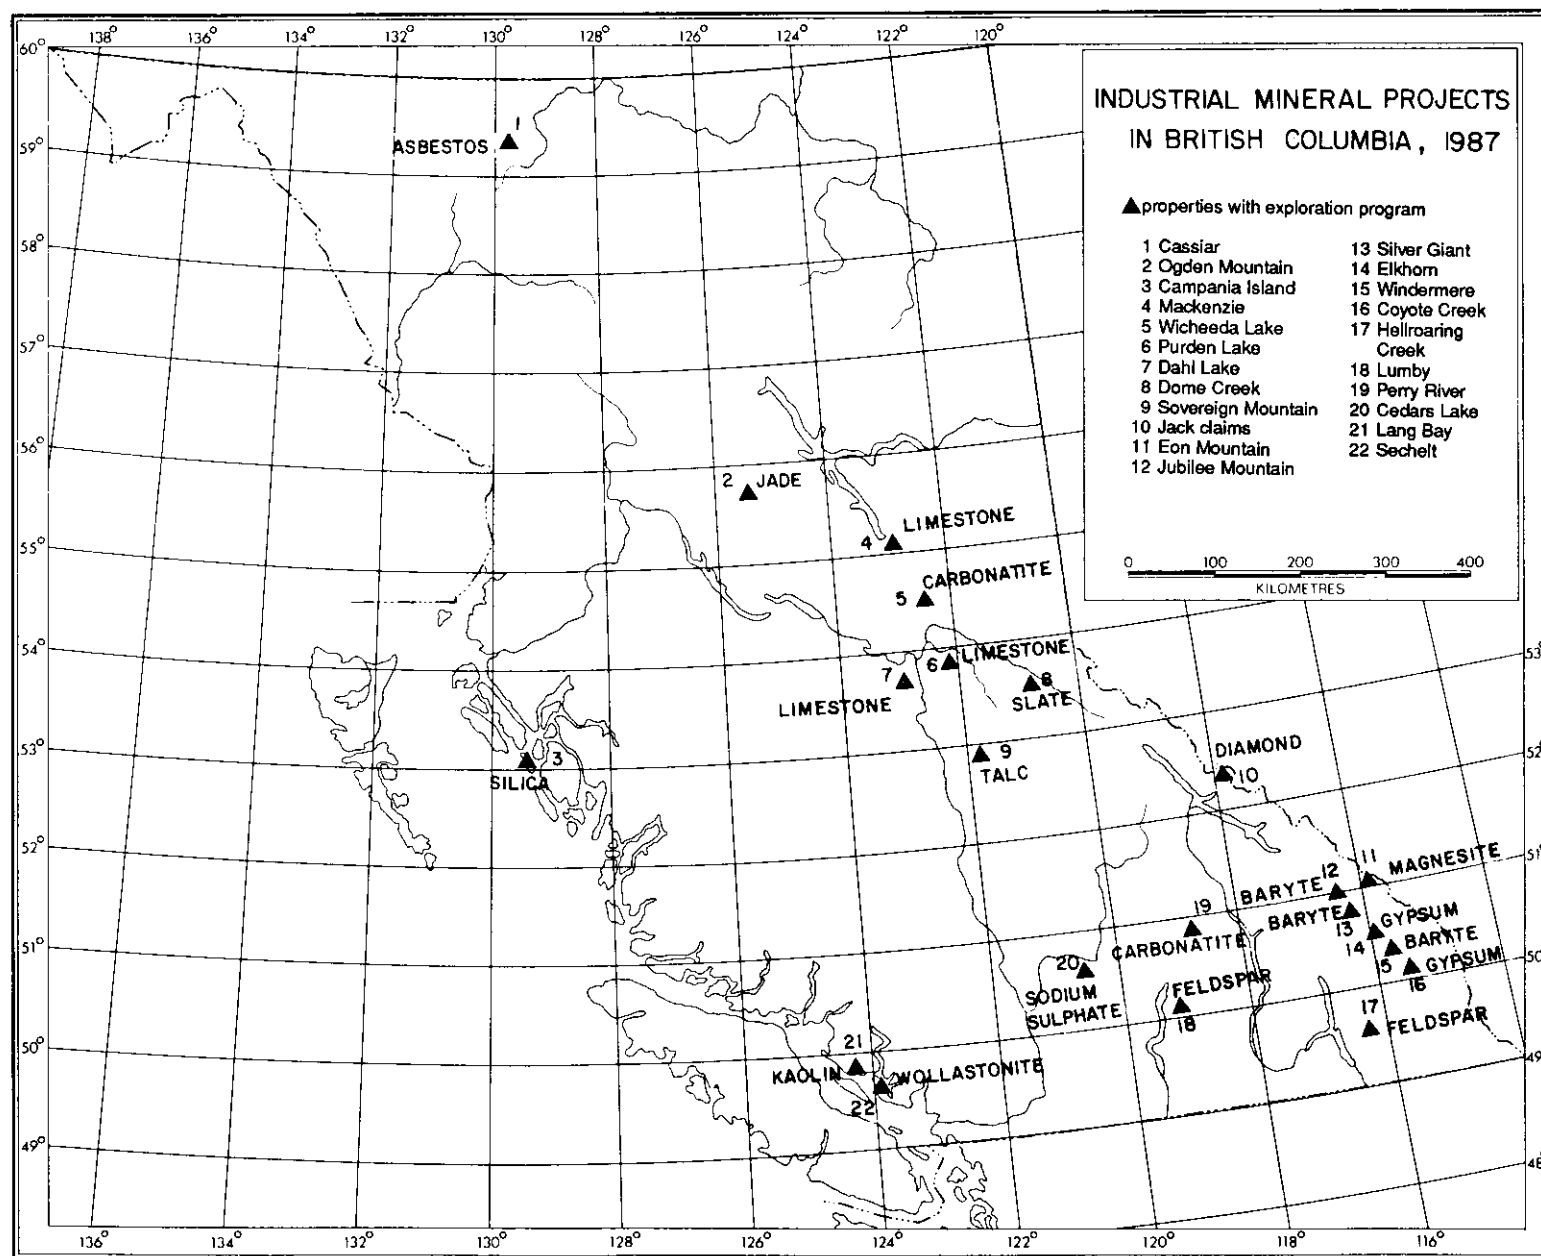 138° 136° 134° 132° 130° 128° 126° 124° 122° 120°
60°
59°
58°
57°
56°
55°
54°
53°
52°
51°
50°
49°
INDUSTRIAL MINERAL PROJECTS
IN BRITISH COLUMBIA, 1987
properties with exploration program
1 Cassiar
2 Ogden Mountain
3 Campania Island
4 Mackenzie
5 Wicheeda Lake
6 Purden Lake
7 Dahl Lake
8 Dome Creek
9 Sovereign Mountain
10 Jack claims
11 Eon Mountain
12 Jubilee Mountain
13 Silver Giant
14 Elkhorn
15 Windermere
16 Coyote Creek
17 Hellroaring
Creek
18 Lumby
19 Perry River
20 Cedars Lake
21 Lang Bay
22 Sechelt
0 100 200 300 400
KILOMETRES
1
ASBESTOS
2 JADE
LIMESTONE
4
CARBONATITE
5
6 LIMESTONE
7
LIMESTONE
8
SLATE
9
TALC
3
SILICA
DIAMOND
10
11
MAGNESITE
12
BARYTE
BARYTE
13
GYPSUM
14
BARYTE
5
GYPSUM
16
17
FELDSPAR
19
CARBONATITE
20
SODIUM
SULPHATE
FELDSPAR
18
21
KAOLIN
WOLLASTONITE
22
53°
52°
51°
50°
49°
48°
136° 134° 132° 130° 128° 126° 124° 122° 120° 118° 116°